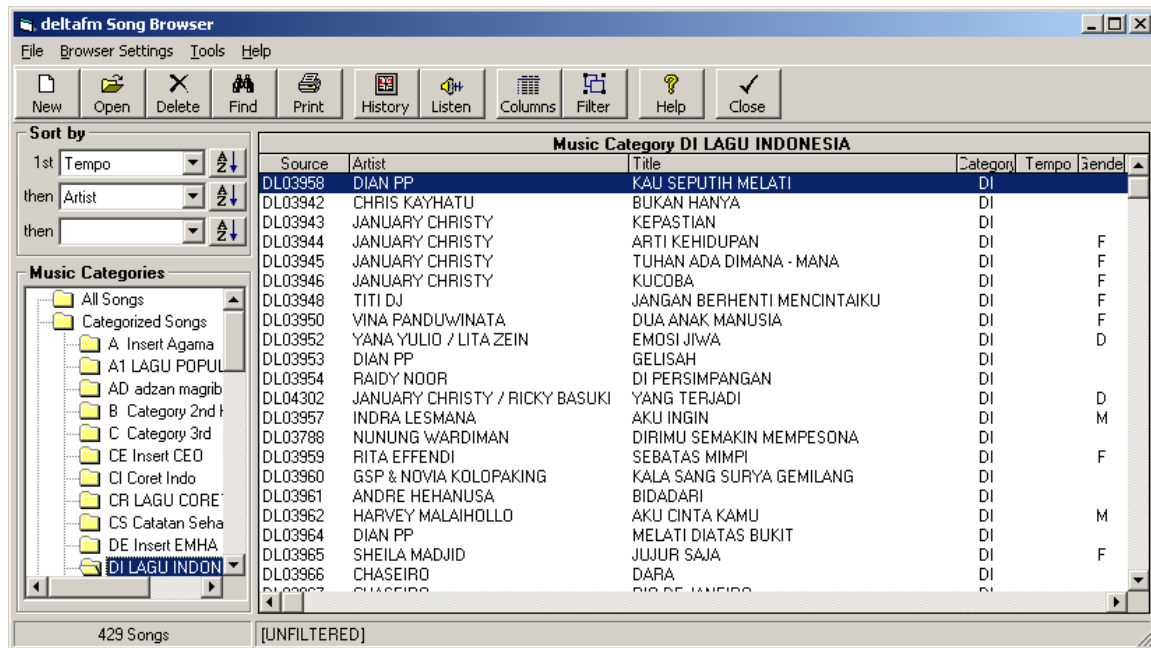 deltafm Song Browser
File Browser Settings Tools Help
New Open Delete Find Print History Listen Columns Filter Help Close
Sort by
1st Tempo
then Artist
then
Music Categories
All Songs
Categorized Songs
A Insert Agama
A1 LAGU POPUL
AD adzan magrib
B Category 2nd
C Category 3rd
CE Insert CEO
CI Coret Indo
CR LAGU CORET
CS Catatan Seha
DE Insert EMHA
DI LAGU INDON
Music Category DI LAGU INDONESIA
Source Artist Title Category Tempo Gende
DL03958 DIAN PP KAU SEPUTIH MELATI DI
DL03942 CHRIS KAYHATU BUKAN HANYA DI
DL03943 JANUARY CHRISTY KEPASTIAN DI
DL03944 JANUARY CHRISTY ARTI KEHIDUPAN DI F
DL03945 JANUARY CHRISTY TUHAN ADA DIMANA - MANA DI F
DL03946 JANUARY CHRISTY KUCOBA DI F
DL03948 TITI DJ JANGAN BERHENTI MENCINTAIKU DI F
DL03950 VINA PANDUWINATA DUA ANAK MANUSIA DI F
DL03952 YANA YULIO / LITA ZEIN EMOSI JIWA DI D
DL03953 DIAN PP GELISAH DI
DL03954 RAIDY NOOR DI PERSIMPANGAN DI
DL04302 JANUARY CHRISTY / RICKY BASUKI YANG TERJADI DI D
DL03957 INDRA LESMANA AKU INGIN DI M
DL03788 NUNUNG WARDIMAN DIRIMU SEMAKIN MEMPESONA DI
DL03959 RITA EFFENDI SEBATAS MIMPI DI F
DL03960 GSP & NOVIA KOLOPAKING KALA SANG SURYA GEMILANG DI
DL03961 ANDRE HEHANUSA BIDADARI DI
DL03962 HARVEY MALAIHOLLO AKU CINTA KAMU DI M
DL03964 DIAN PP MELATI DIATAS BUKIT DI
DL03965 SHEILA MADJID JUJUR SAJA DI F
DL03966 CHASEIRO DARA DI
429 Songs [UNFILTERED]